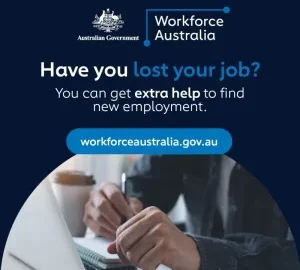 Workforce
Australia
Australian Government
Have you lost your job?
You can get extra help to find
new employment.
workforceaustralia.gov.au